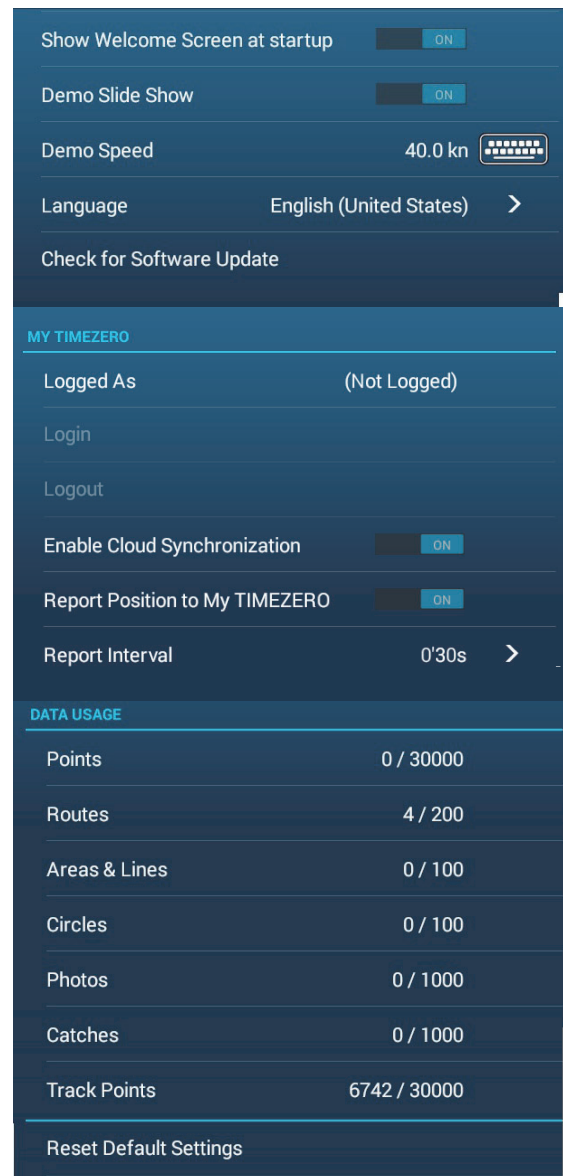 Show Welcome Screen at startup ON
Demo Slide Show ON
Demo Speed 40.0 kn
Language English (United States) >
Check for Software Update
MY TIMEZERO
Logged As (Not Logged)
Login
Logout
Enable Cloud Synchronization ON
Report Position to My TIMEZERO ON
Report Interval 0'30s >
DATA USAGE
Points 0 / 30000
Routes 4 / 200
Areas & Lines 0 / 100
Circles 0 / 100
Photos 0 / 1000
Catches 0 / 1000
Track Points 6742 / 30000
Reset Default Settings